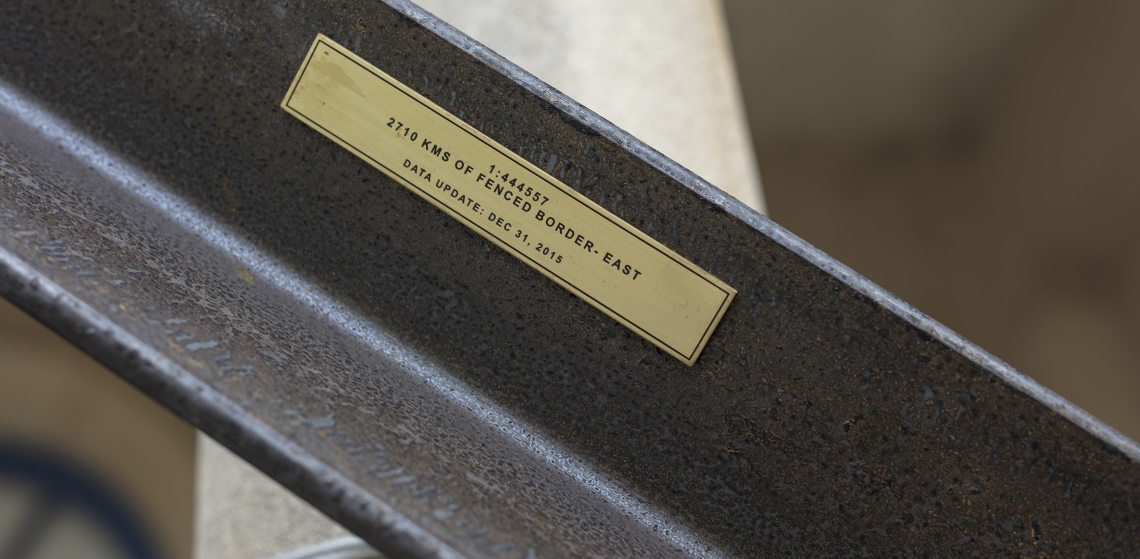 1:444557
2710 KMS OF FENCED BORDER- EAST
DATA UPDATE: DEC 31, 2015